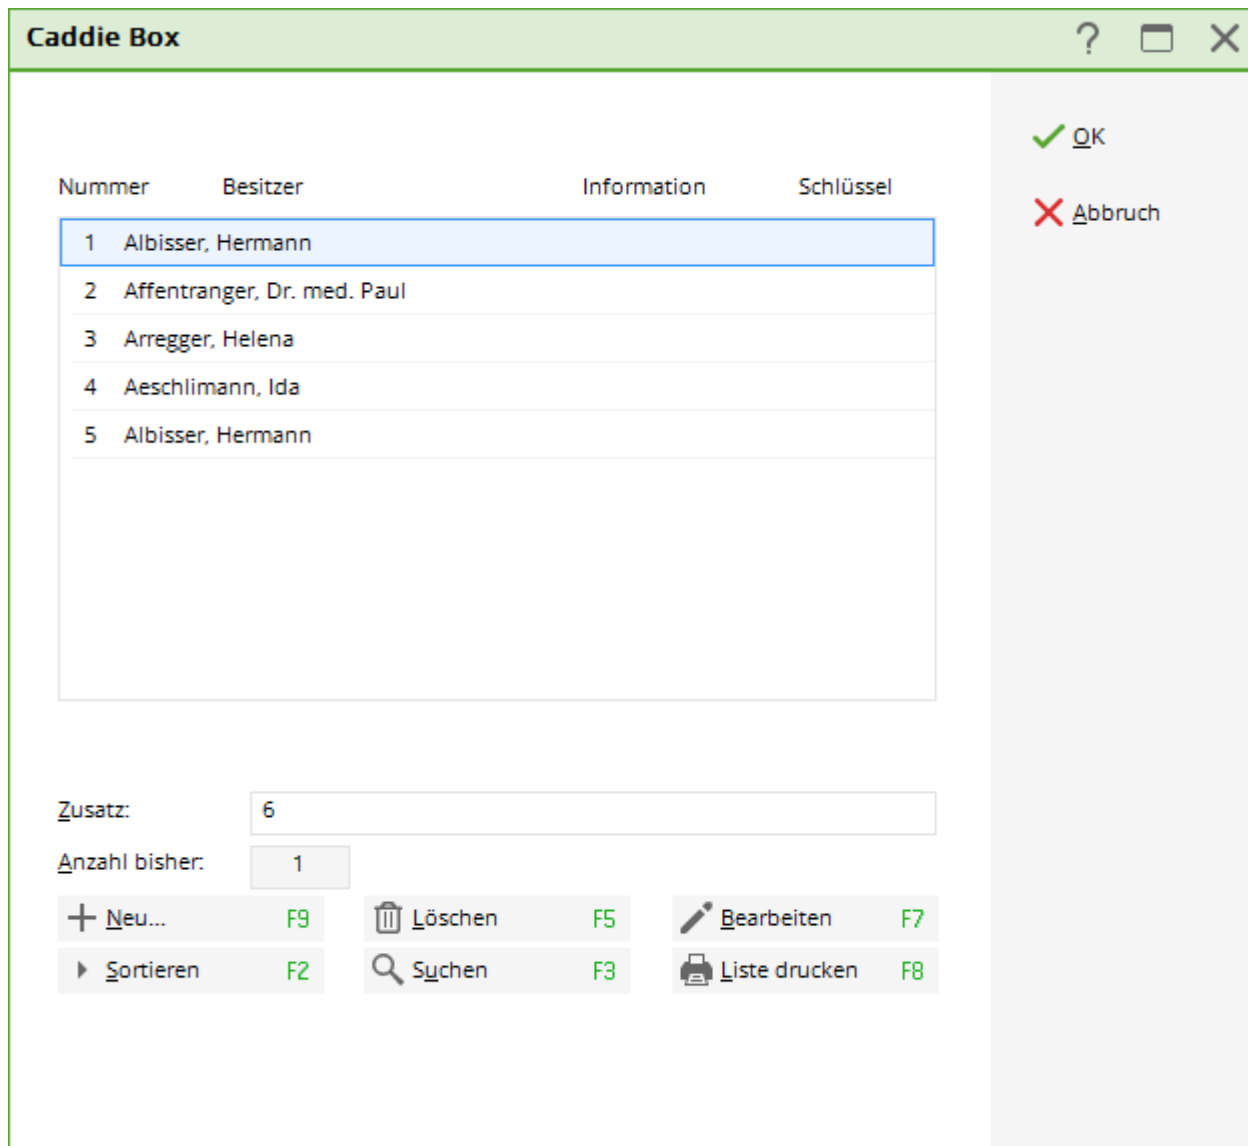 Caddie Box
OK
Abbruch
Nummer Besitzer Information Schlüssel
1 Albisser, Hermann
2 Affentranger, Dr. med. Paul
3 Arregger, Helena
4 Aeschlimann, Ida
5 Albisser, Hermann
Zusatz: 6
Anzahl bisher: 1
Neu... F9 Löschen F5 Bearbeiten F7
Sortieren F2 Suchen F3 Liste drucken F8